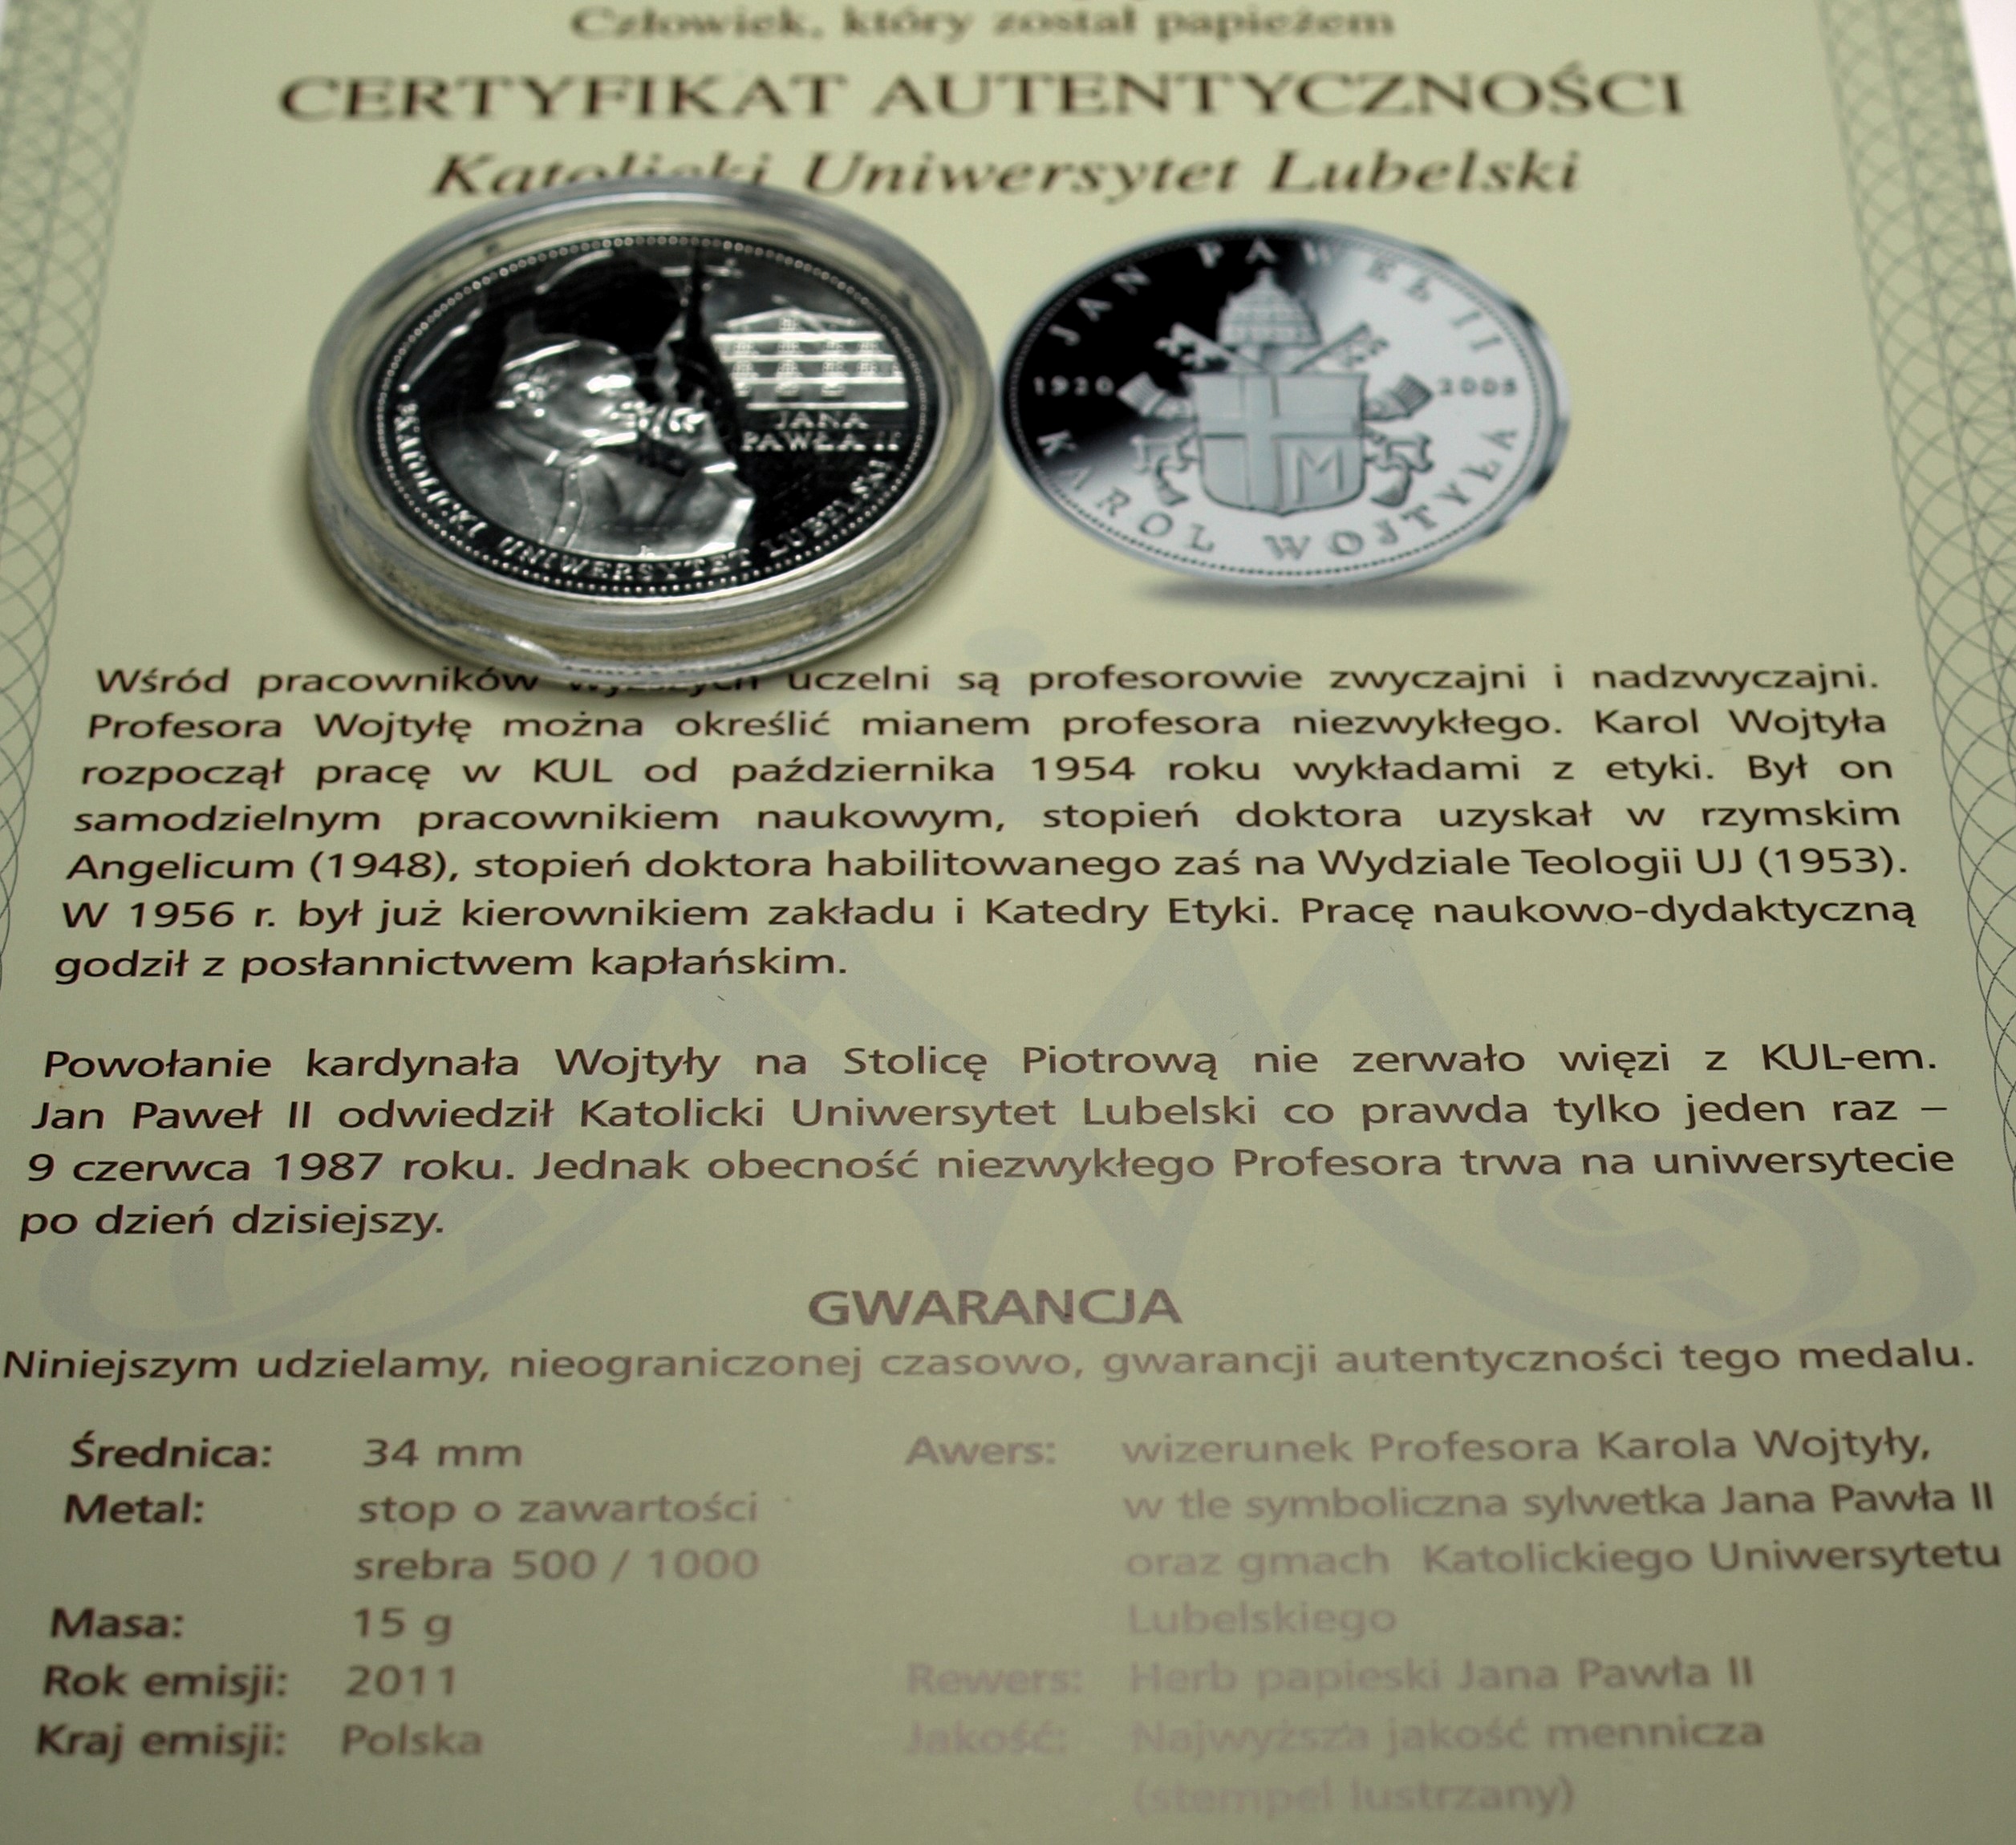 Człowiek, który został papieżem
CERTYFIKAT AUTENTYCZNOŚCI
Katolicki Uniwersytet Lubelski
JANA
PAWŁA II
KATOLICKI UNIWERSYTET LUBELSKI
JAN PAWEŁ II
1920 2005
M
KAROL WOJTYŁA
Wśród pracowników wyższych uczelni są profesorowie zwyczajni i nadzwyczajni.
Profesora Wojtyłę można określić mianem profesora niezwykłego. Karol Wojtyła
rozpoczął pracę w KUL od października 1954 roku wykładami z etyki. Był on
samodzielnym pracownikiem naukowym, stopień doktora uzyskał w rzymskim
Angelicum (1948), stopień doktora habilitowanego zaś na Wydziale Teologii UJ (1953).
W 1956 r. był już kierownikiem zakładu i Katedry Etyki. Pracę naukowo-dydaktyczną
godził z posłannictwem kapłańskim.
Powołanie kardynała Wojtyły na Stolicę Piotrową nie zerwało więzi z KUL-em.
Jan Paweł II odwiedził Katolicki Uniwersytet Lubelski co prawda tylko jeden raz –
9 czerwca 1987 roku. Jednak obecność niezwykłego Profesora trwa na uniwersytecie
po dzień dzisiejszy.
GWARANCJA
Niniejszym udzielamy, nieograniczonej czasowo, gwarancji autentyczności tego medalu.
Średnica: 34 mm
Metal: stop o zawartości
srebra 500 / 1000
Masa: 15 g
Rok emisji: 2011
Kraj emisji: Polska
Awers: wizerunek Profesora Karola Wojtyły,
w tle symboliczna sylwetka Jana Pawła II
oraz gmach Katolickiego Uniwersytetu
Lubelskiego
Rewers: Herb papieski Jana Pawła II
Jakość: Najwyższa jakość mennicza
(stempel lustrzany)